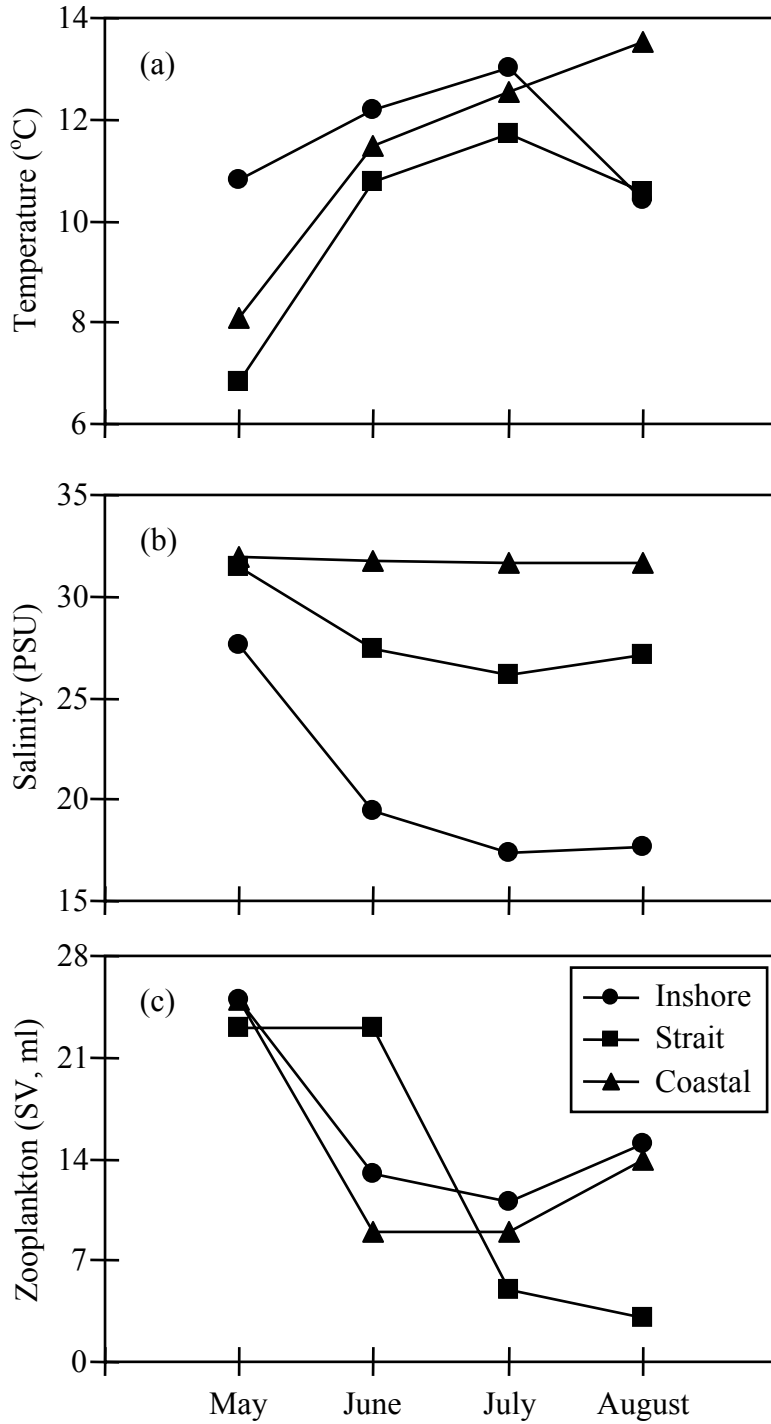 14
12
10
8
6
Temperature (°C)
(a)
35
30
25
20
15
Salinity (PSU)
(b)
28
21
14
7
0
Zooplankton (SV, ml)
(c)
Inshore
Strait
Coastal
May June July August